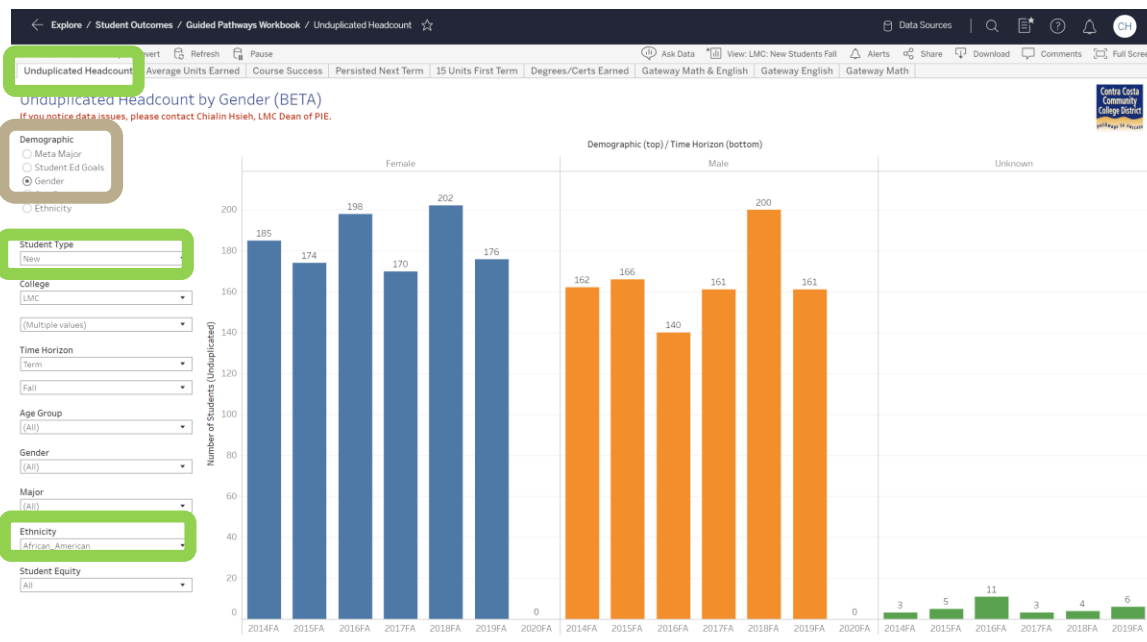 Explore / Student Outcomes / Guided Pathways Workbook / Unduplicated Headcount
Data Sources
CH
Refresh
Pause
Ask Data
View: LMC: New Students Fall
Alerts
Share
Download
Comments
Full Scree
Unduplicated Headcount
Average Units Earned
Course Success
Persisted Next Term
15 Units First Term
Degrees/Certs Earned
Gateway Math & English
Gateway English
Gateway Math
Unduplicated Headcount by Gender (BETA)
If you notice data issues, please contact Chialin Hsieh, LMC Dean of PIE.
Contra Costa
Community
College District
pathways to success
Demographic
Meta Major
Student Ed Goals
Gender
Ethnicity
Student Type
New
College
LMC
(Multiple values)
Time Horizon
Term
Fall
Age Group
(All)
Gender
(All)
Major
(All)
Ethnicity
African_American
Student Equity
All
Demographic (top) / Time Horizon (bottom)
Female
Male
Unknown
Number of Students (Unduplicated)
200
180
160
140
120
100
80
60
40
20
0
185
174
198
170
202
176
0
162
166
140
161
200
161
0
3
5
11
3
4
6
2014FA 2015FA 2016FA 2017FA 2018FA 2019FA 2020FA 2014FA 2015FA 2016FA 2017FA 2018FA 2019FA 2020FA 2014FA 2015FA 2016FA 2017FA 2018FA 2019FA